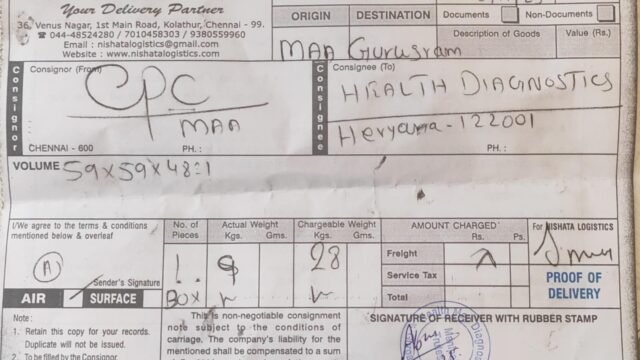 Your Delivery Partner
36, Venus Nagar, 1st Main Road, Kolathur, Chennai - 99.
☎ 044-48524280 / 7010458303 / 9380559960
Email : nishatalogistics@gmail.com
Website : www.nishatalogistics.com
ORIGIN DESTINATION Documents Non-Documents
Description of Goods Value (Rs.)
MAA Gurusram
Consignor Consignor (From) CPC
MAA
CHENNAI - 600 PH. :
Consignee Consignee (To)
HEALTH DIAGNOSTICS
Heryana - 122001
PH. :
VOLUME 59x59x48=1
I/We agree to the terms & conditions
mentioned below & overleaf
A
Sender's Signature
AIR SURFACE
No. of Pieces Actual Weight Kgs. Gms. Chargeable Weight Kgs. Gms.
1. 28
BOX
AMOUNT CHARGED Rs. Ps.
Freight
Service Tax
Total
For NISHATA LOGISTICS
PROOF OF
DELIVERY
Note :
1. Retain this copy for your records.
Duplicate will not be issued.
2. To be filled by the Consignor
This is non-negotiable consignment
note subject to the conditions of
carriage. The company's liability for
the mentioned shall be compensated to a sum
SIGNATURE OF RECEIVER WITH RUBBER STAMP